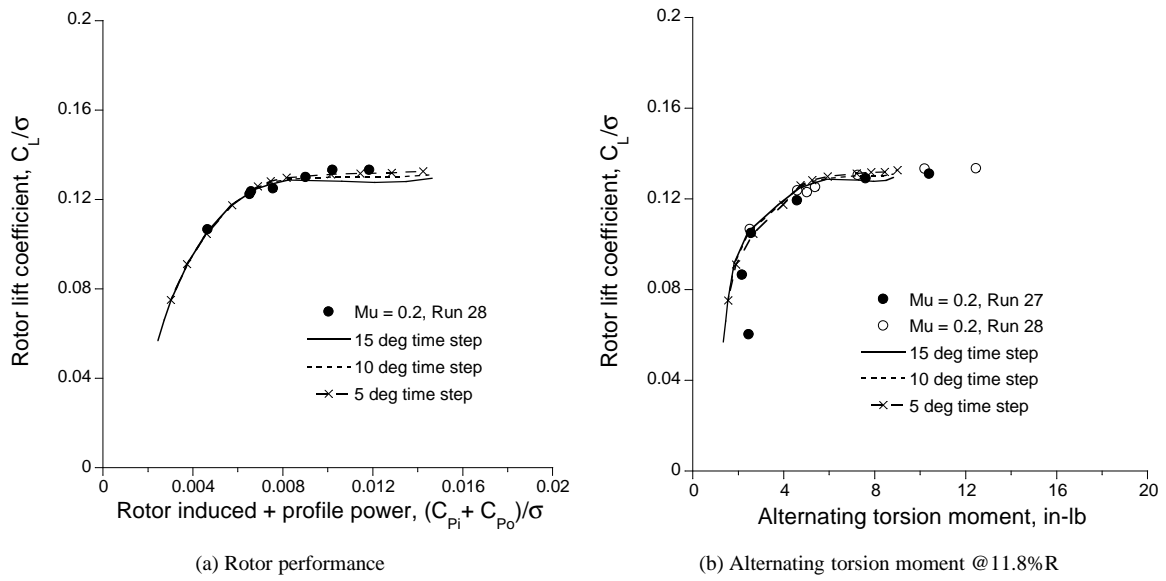 0.2
0.16
0.12
0.08
0.04
0
Rotor lift coefficient, C_L/σ
Mu = 0.2, Run 28
15 deg time step
10 deg time step
5 deg time step
0 0.004 0.008 0.012 0.016 0.02
Rotor induced + profile power, (C_Pi+ C_Po)/σ
(a) Rotor performance
0.2
0.16
0.12
0.08
0.04
0
Rotor lift coefficient, C_L/σ
Mu = 0.2, Run 27
Mu = 0.2, Run 28
15 deg time step
10 deg time step
5 deg time step
0 4 8 12 16 20
Alternating torsion moment, in-lb
(b) Alternating torsion moment @11.8%R